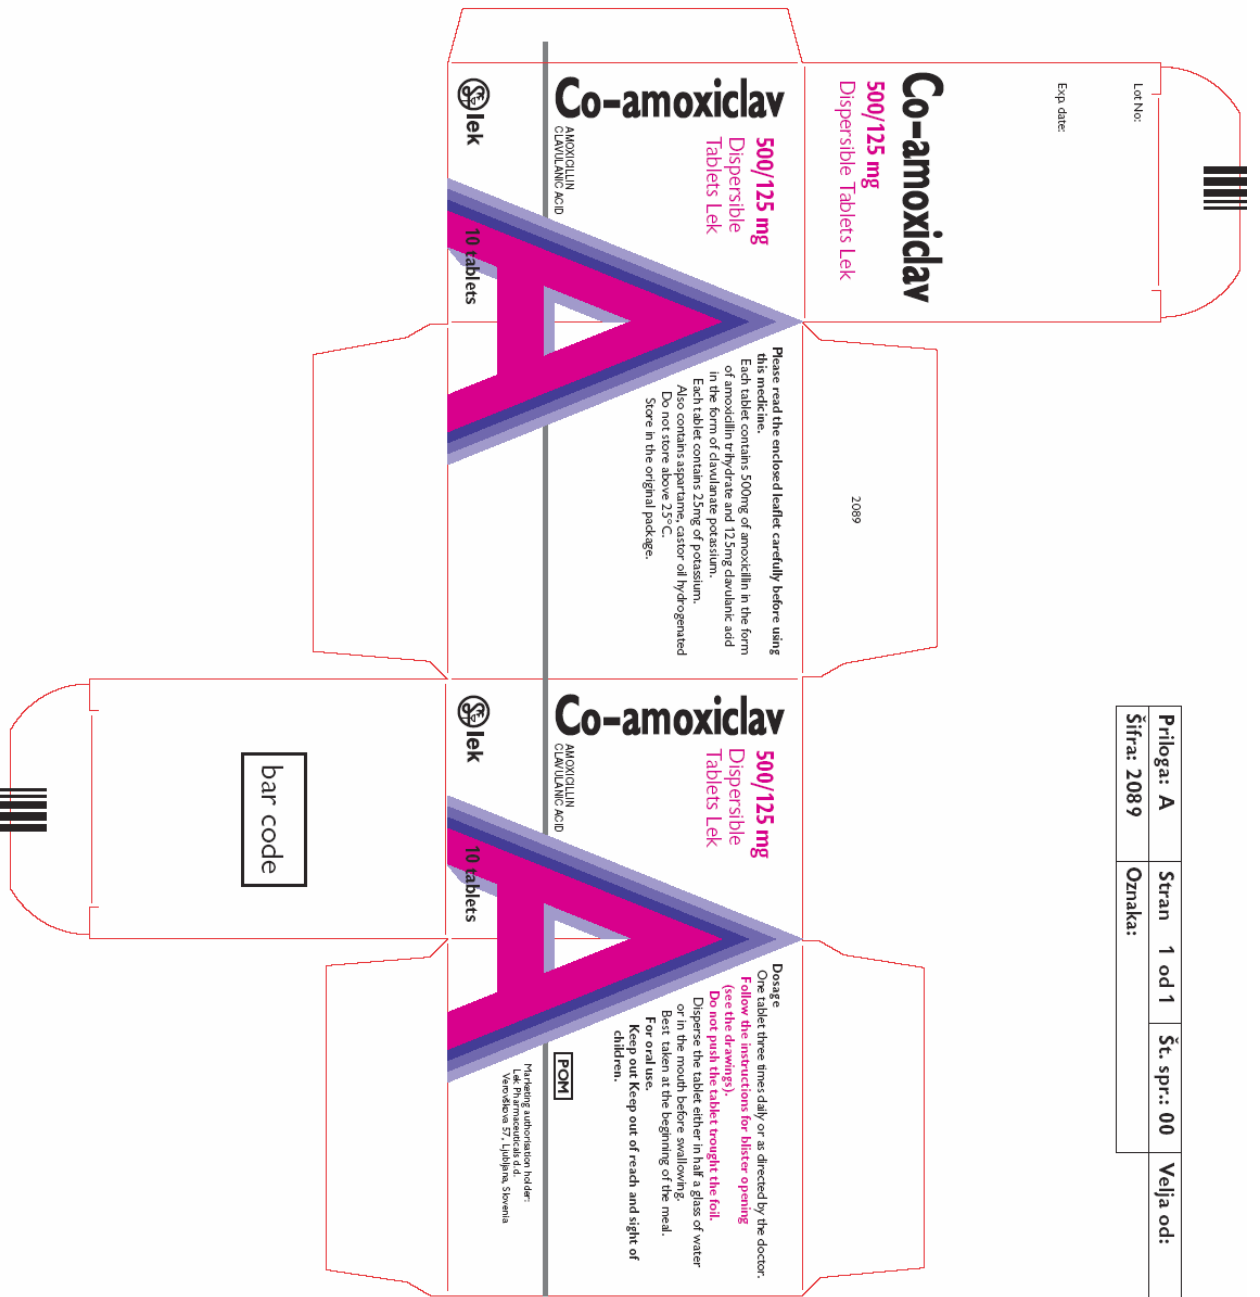 Co-amoxiclav
500/125 mg
Dispersible Tablets Lek
Lot No:
Exp. date:
Co-amoxiclav
500/125 mg
Dispersible
Tablets Lek
AMOXICILLIN
CLAVULANIC ACID
lek
10 tablets
Please read the enclosed leaflet carefully before using
this medicine.
Each tablet contains 500mg of amoxicillin in the form
of amoxicillin trihydrate and 125mg clavulanic acid
in the form of clavulanate potassium.
Each tablet contains 25mg of potassium.
Also contains aspartame, castor oil hydrogenated
Do not store above 25°C.
Store in the original package.
2089
Co-amoxiclav
500/125 mg
Dispersible
Tablets Lek
AMOXICILLIN
CLAVULANIC ACID
lek
10 tablets
Dosage
One tablet three times daily or as directed by the doctor.
Follow the instructions for blister opening
(see the drawings).
Do not push the tablet trought the foil.
Disperse the tablet either in half a glass of water
or in the mouth before swallowing.
Best taken at the beginning of the meal.
For oral use.
Keep out Keep out of reach and sight of
children.
POM
Marketing authorisation holder:
Lek Pharmaceuticals d.d.
Verovškova 57, Ljubljana, Slovenia
bar code
Priloga: A Stran 1 od 1 Št. spr.: 00 Velja od:
Šifra: 2089 Oznaka: